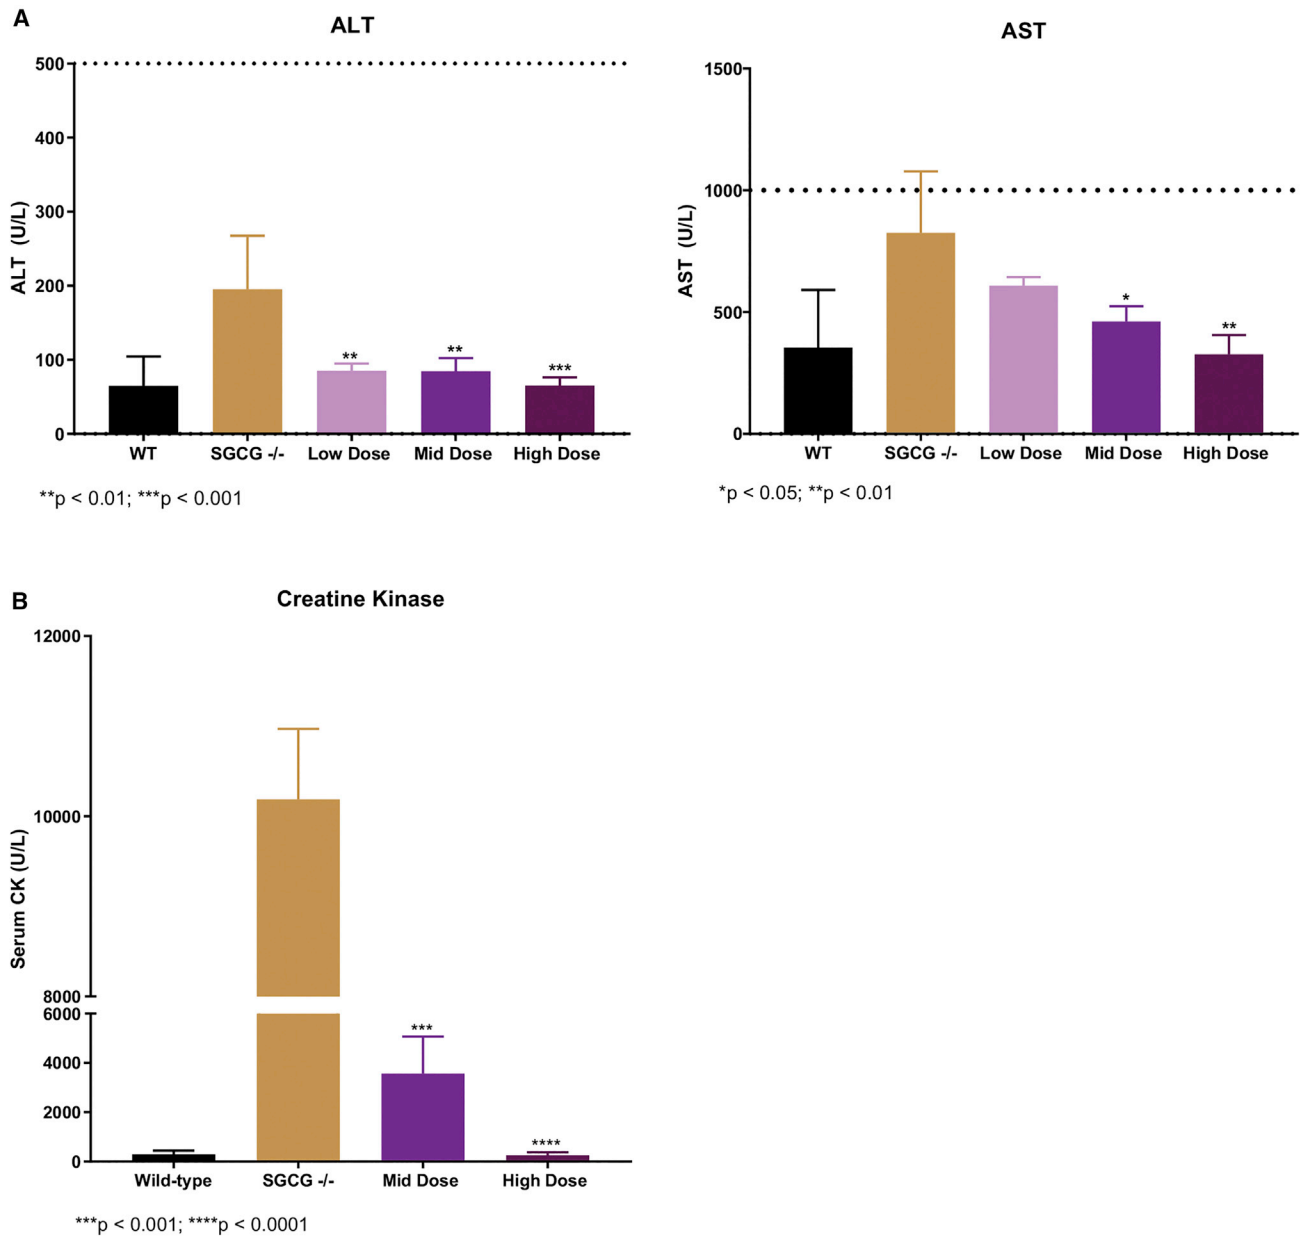 A
ALT
500
400
300
200
100
0
ALT (U/L)
**
**
***
WT
SGCG -/-
Low Dose
Mid Dose
High Dose
**p < 0.01; ***p < 0.001
AST
1500
1000
500
0
AST (U/L)
*
**
WT
SGCG -/-
Low Dose
Mid Dose
High Dose
*p < 0.05; **p < 0.01
B
Creatine Kinase
12000
10000
8000
6000
4000
2000
0
Serum CK (U/L)
***
****
Wild-type
SGCG -/-
Mid Dose
High Dose
***p < 0.001; ****p < 0.0001